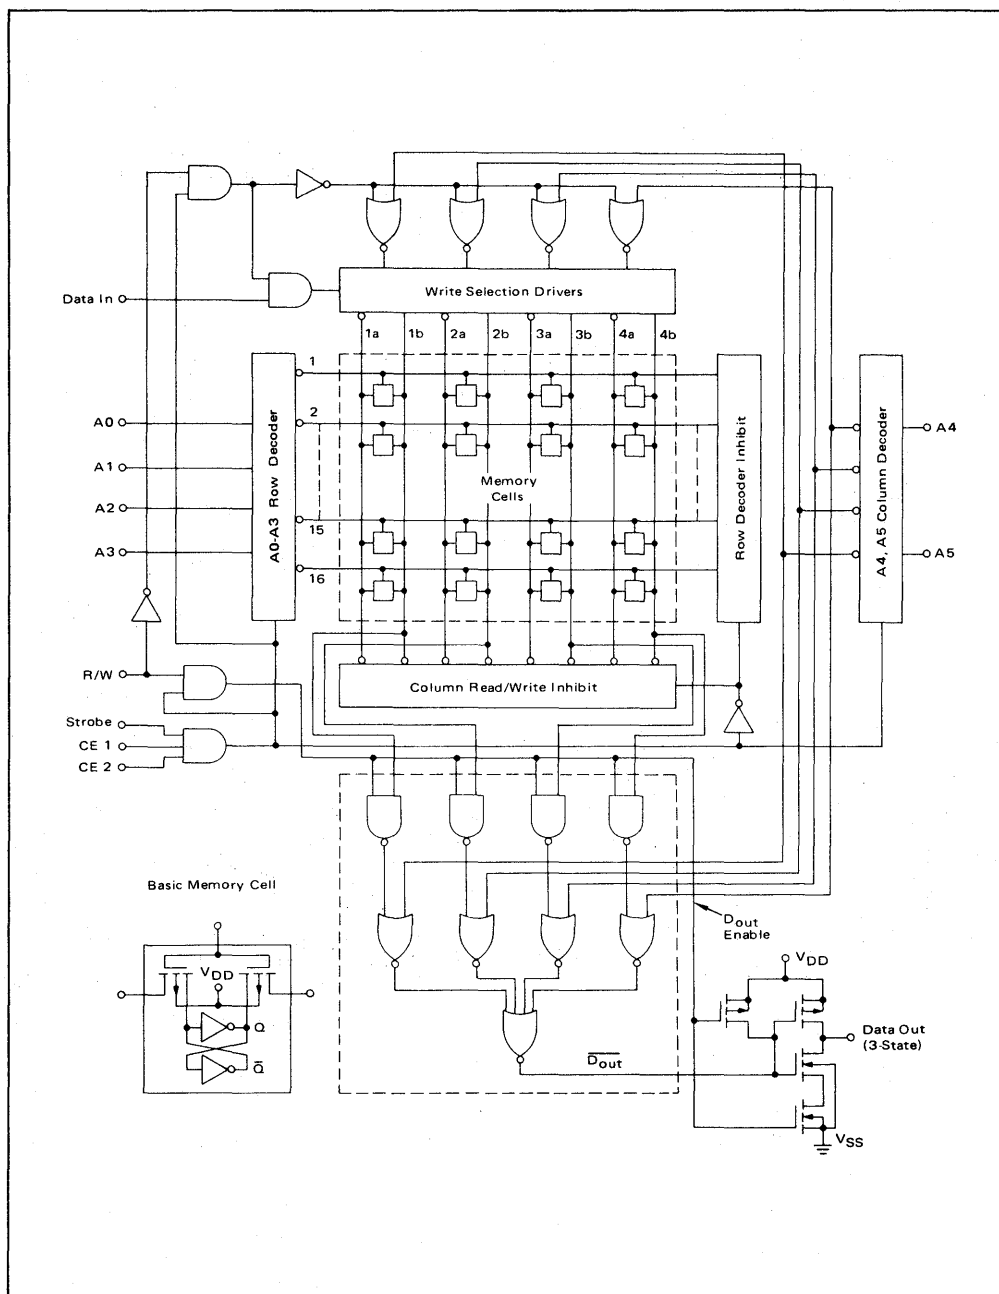 Data In
Write Selection Drivers
1a
1b
2a
2b
3a
3b
4a
4b
1
2
15
16
A0
A1
A2
A3
A0-A3 Row Decoder
Memory
Cells
Row Decoder Inhibit
A4, A5 Column Decoder
A4
A5
R/W
Column Read/Write Inhibit
Strobe
CE 1
CE 2
Basic Memory Cell
VDD
Q
Q̅
Dout
Enable
VDD
Data Out
(3-State)
D̅o̅u̅t̅
VSS